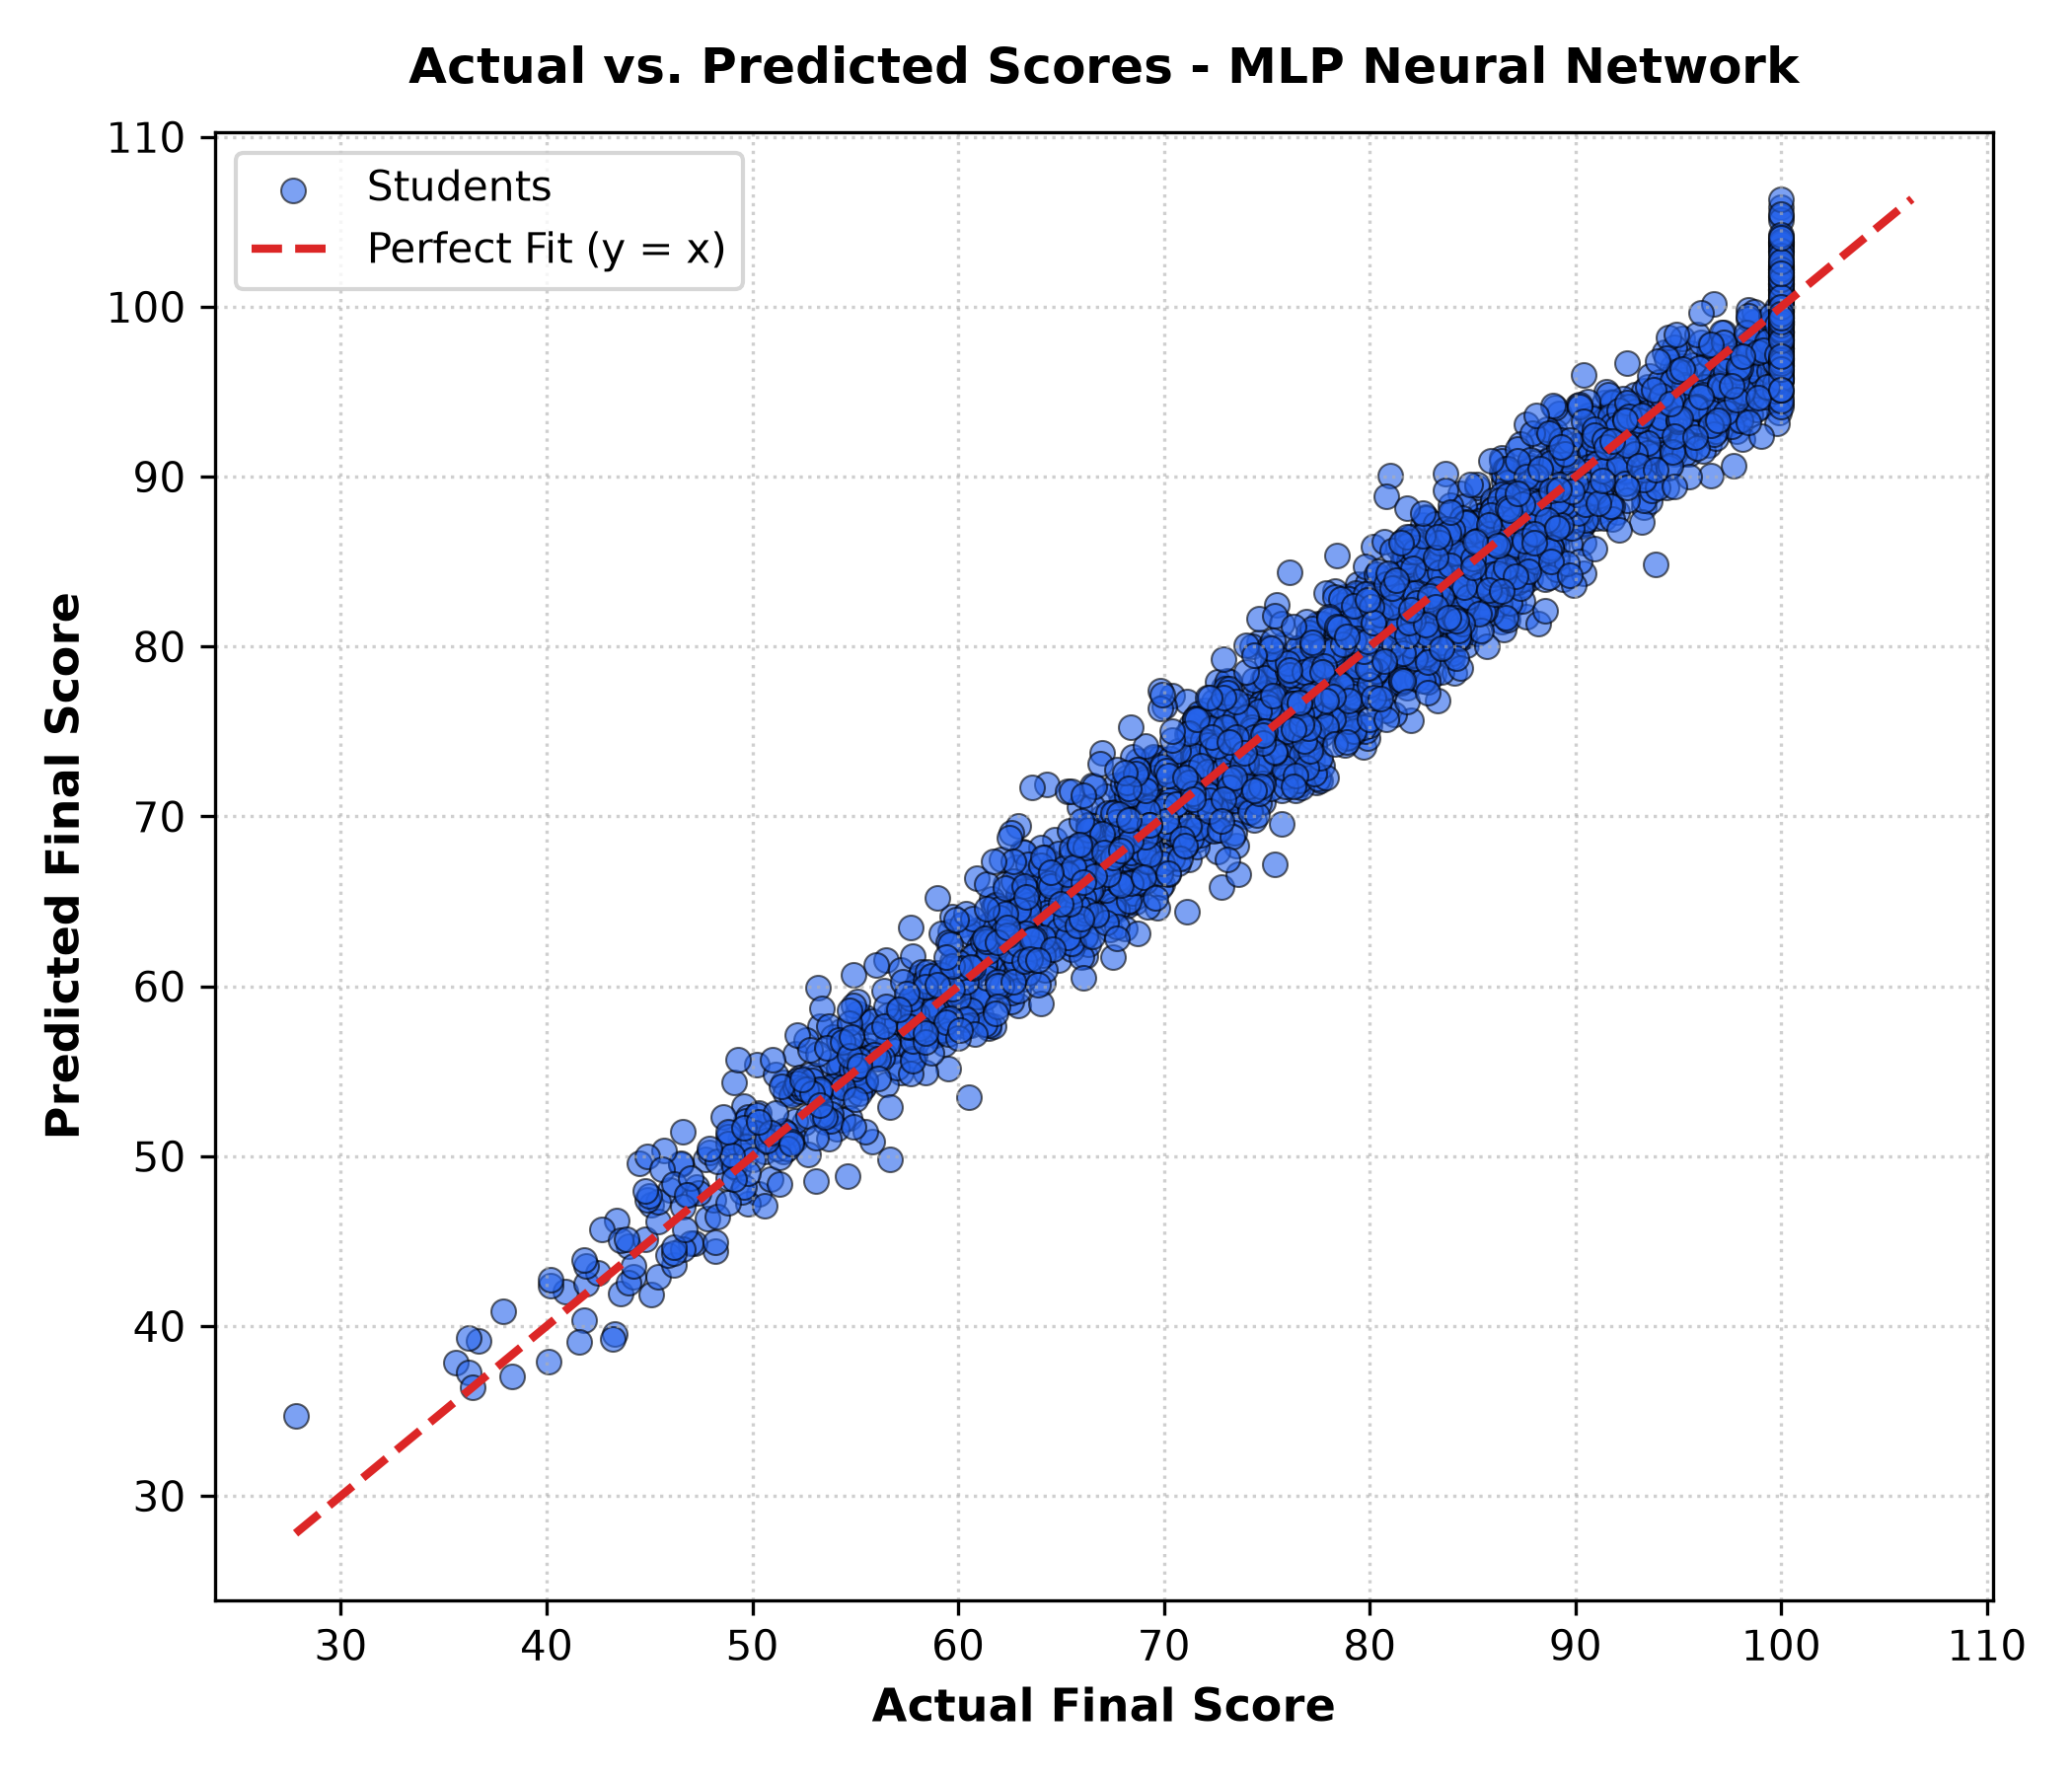 Actual vs. Predicted Scores - MLP Neural Network
Students
Perfect Fit (y = x)
110
100
90
80
70
60
50
40
30
Predicted Final Score
30 40 50 60 70 80 90 100 110
Actual Final Score